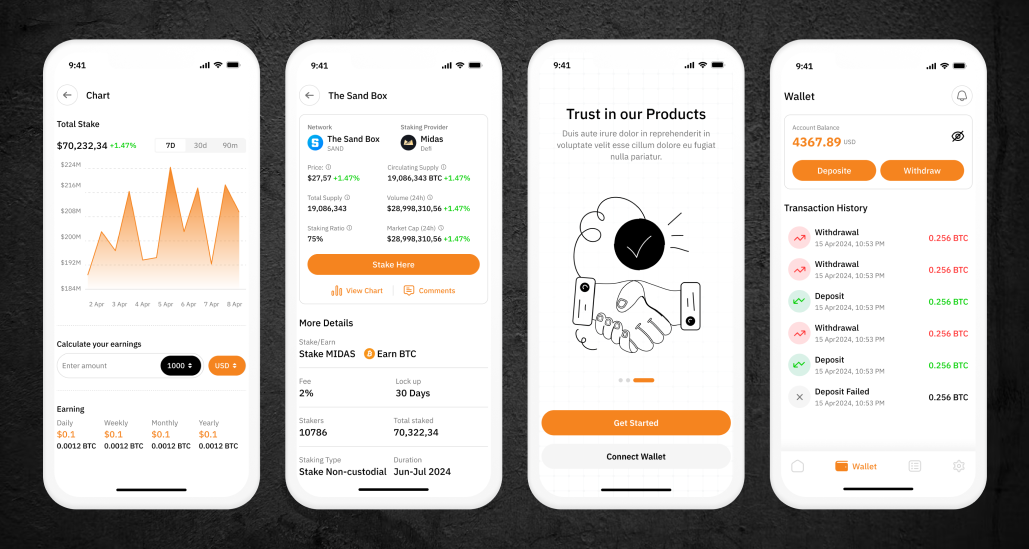 9:41
Chart
Total Stake
$70,232,34 +1.47%
7D 30d 90m
$224M
$216M
$208M
$200M
$192M
$184M
2 Apr 3 Apr 4 Apr 5 Apr 6 Apr 7 Apr 8 Apr
Calculate your earnings
Enter amount 1000 USD
Earning
Daily Weekly Monthly Yearly
$0.1 $0.1 $0.1 $0.1
0.0012 BTC 0.0012 BTC 0.0012 BTC 0.0012 BTC
9:41
The Sand Box
Network Staking Provider
The Sand Box Midas
SAND Defi
Price: Circulating Supply
$27,57 +1.47% 19,086,343 BTC +1.47%
Total Supply Volume (24h)
19,086,343 $28,998,310,56 +1.47%
Staking Ratio Market Cap (24h)
75% $28,998,310,56 +1.47%
Stake Here
View Chart Comments
More Details
Stake/Earn
Stake MIDAS Earn BTC
Fee Lock up
2% 30 Days
Stakers Total staked
10786 70,322,34
Staking Type Duration
Stake Non-custodial Jun-Jul 2024
9:41
Trust in our Products
Duis aute irure dolor in reprehenderit in
voluptate velit esse cillum dolore eu fugiat
nulla pariatur.
Get Started
Connect Wallet
9:41
Wallet
Account Balance
4367.89 USD
Deposite Withdraw
Transaction History
Withdrawal
15 Apr2024, 10:53 PM
0.256 BTC
Withdrawal
15 Apr2024, 10:53 PM
0.256 BTC
Deposit
15 Apr2024, 10:53 PM
0.256 BTC
Withdrawal
15 Apr2024, 10:53 PM
0.256 BTC
Deposit
15 Apr2024, 10:53 PM
0.256 BTC
Deposit Failed
15 Apr2024, 10:53 PM
0.256 BTC
Wallet